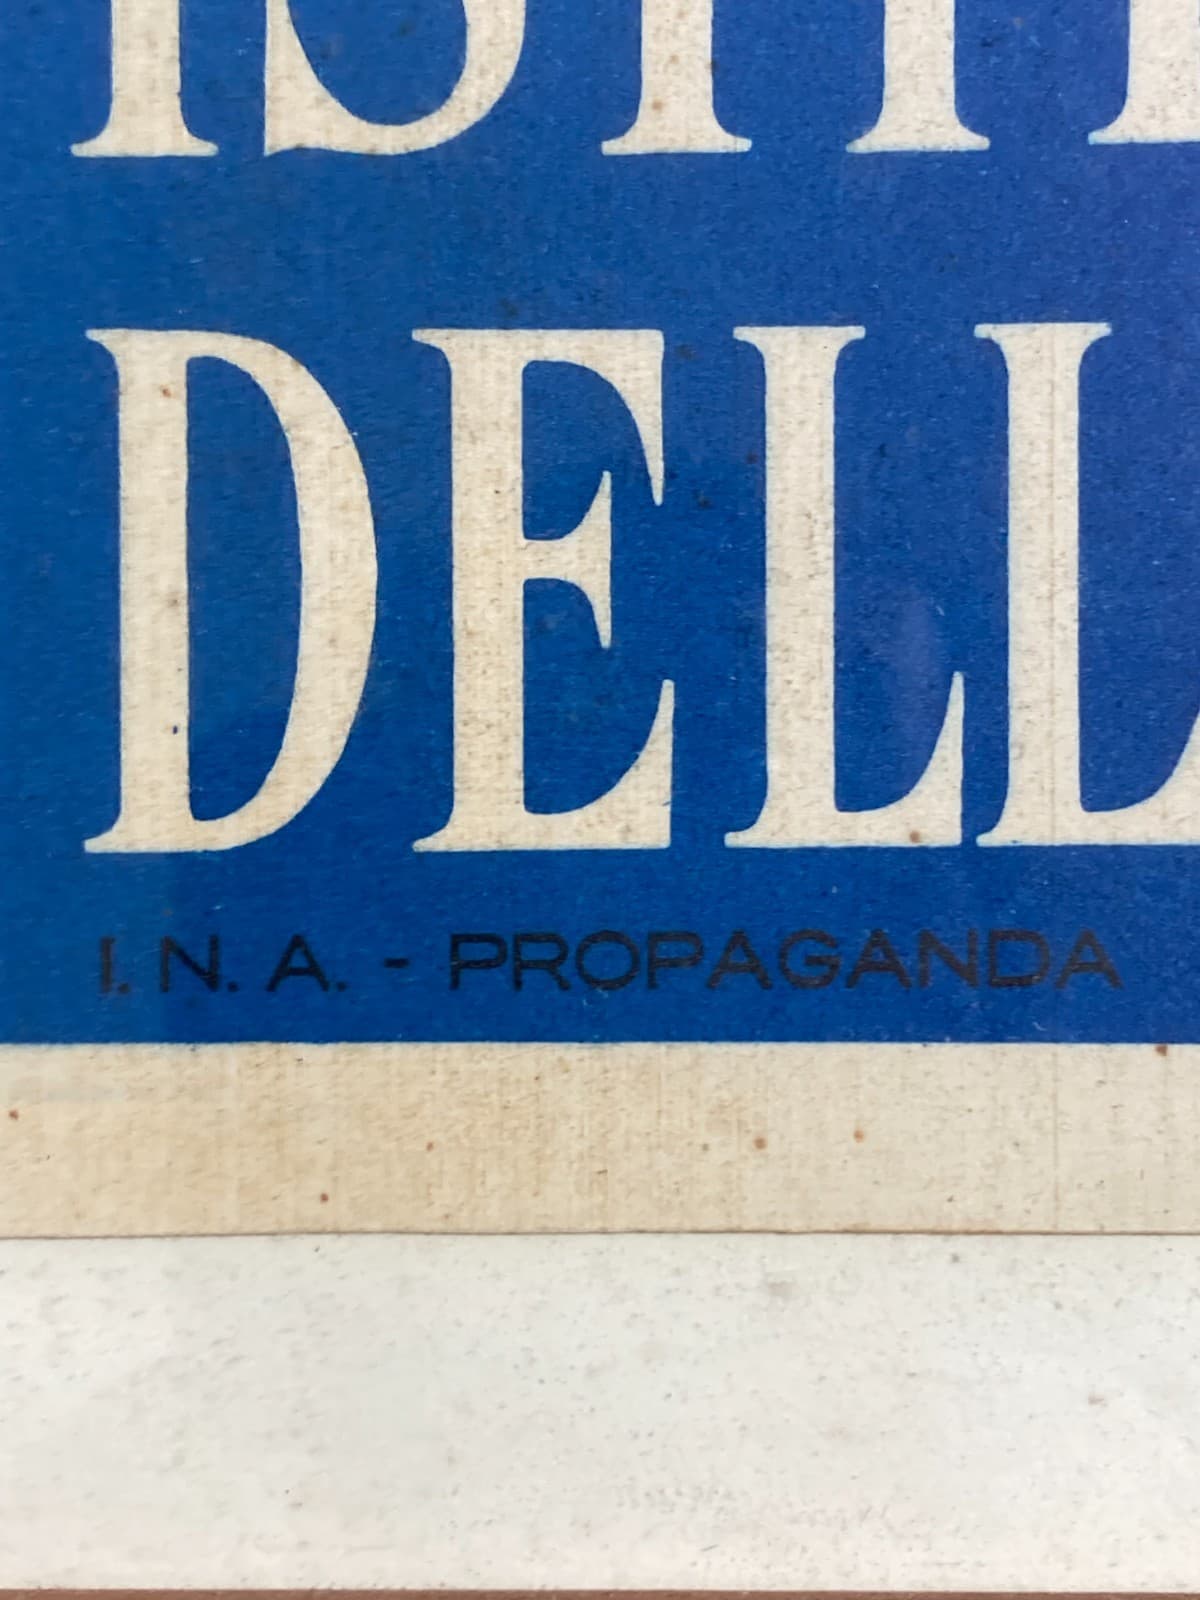 DELL
I. N. A. - PROPAGANDA